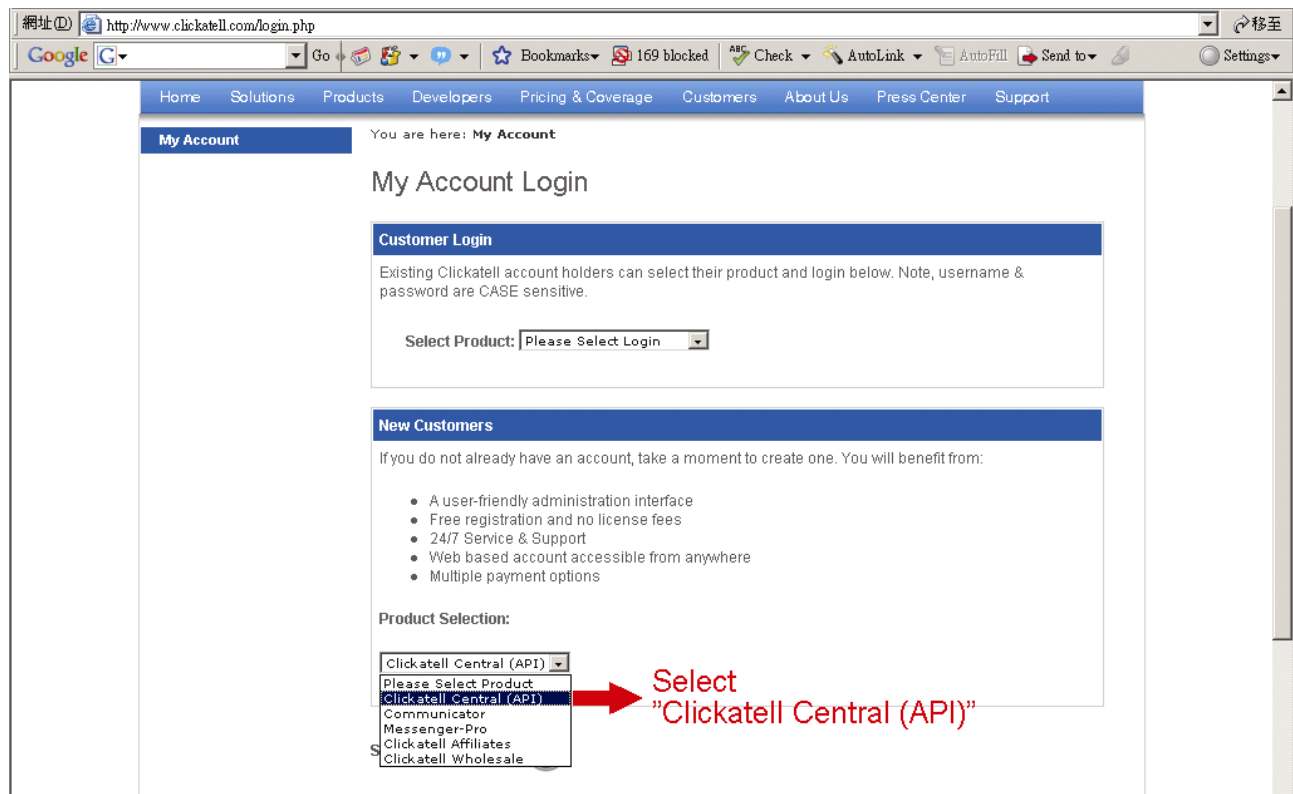 網址(D) http://www.clickatell.com/login.php 移至
Google G Go Bookmarks 169 blocked ABC Check AutoLink AutoFill Send to Settings
Home Solutions Products Developers Pricing & Coverage Customers About Us Press Center Support
My Account
You are here: My Account
My Account Login
Customer Login
Existing Clickatell account holders can select their product and login below. Note, username &
password are CASE sensitive.
Select Product: Please Select Login
New Customers
If you do not already have an account, take a moment to create one. You will benefit from:
• A user-friendly administration interface
• Free registration and no license fees
• 24/7 Service & Support
• Web based account accessible from anywhere
• Multiple payment options
Product Selection:
Clickatell Central (API)
Please Select Product
Clickatell Central (API)
Communicator
Messenger-Pro
Clickatell Affiliates
Clickatell Wholesale
Select
"Clickatell Central (API)"